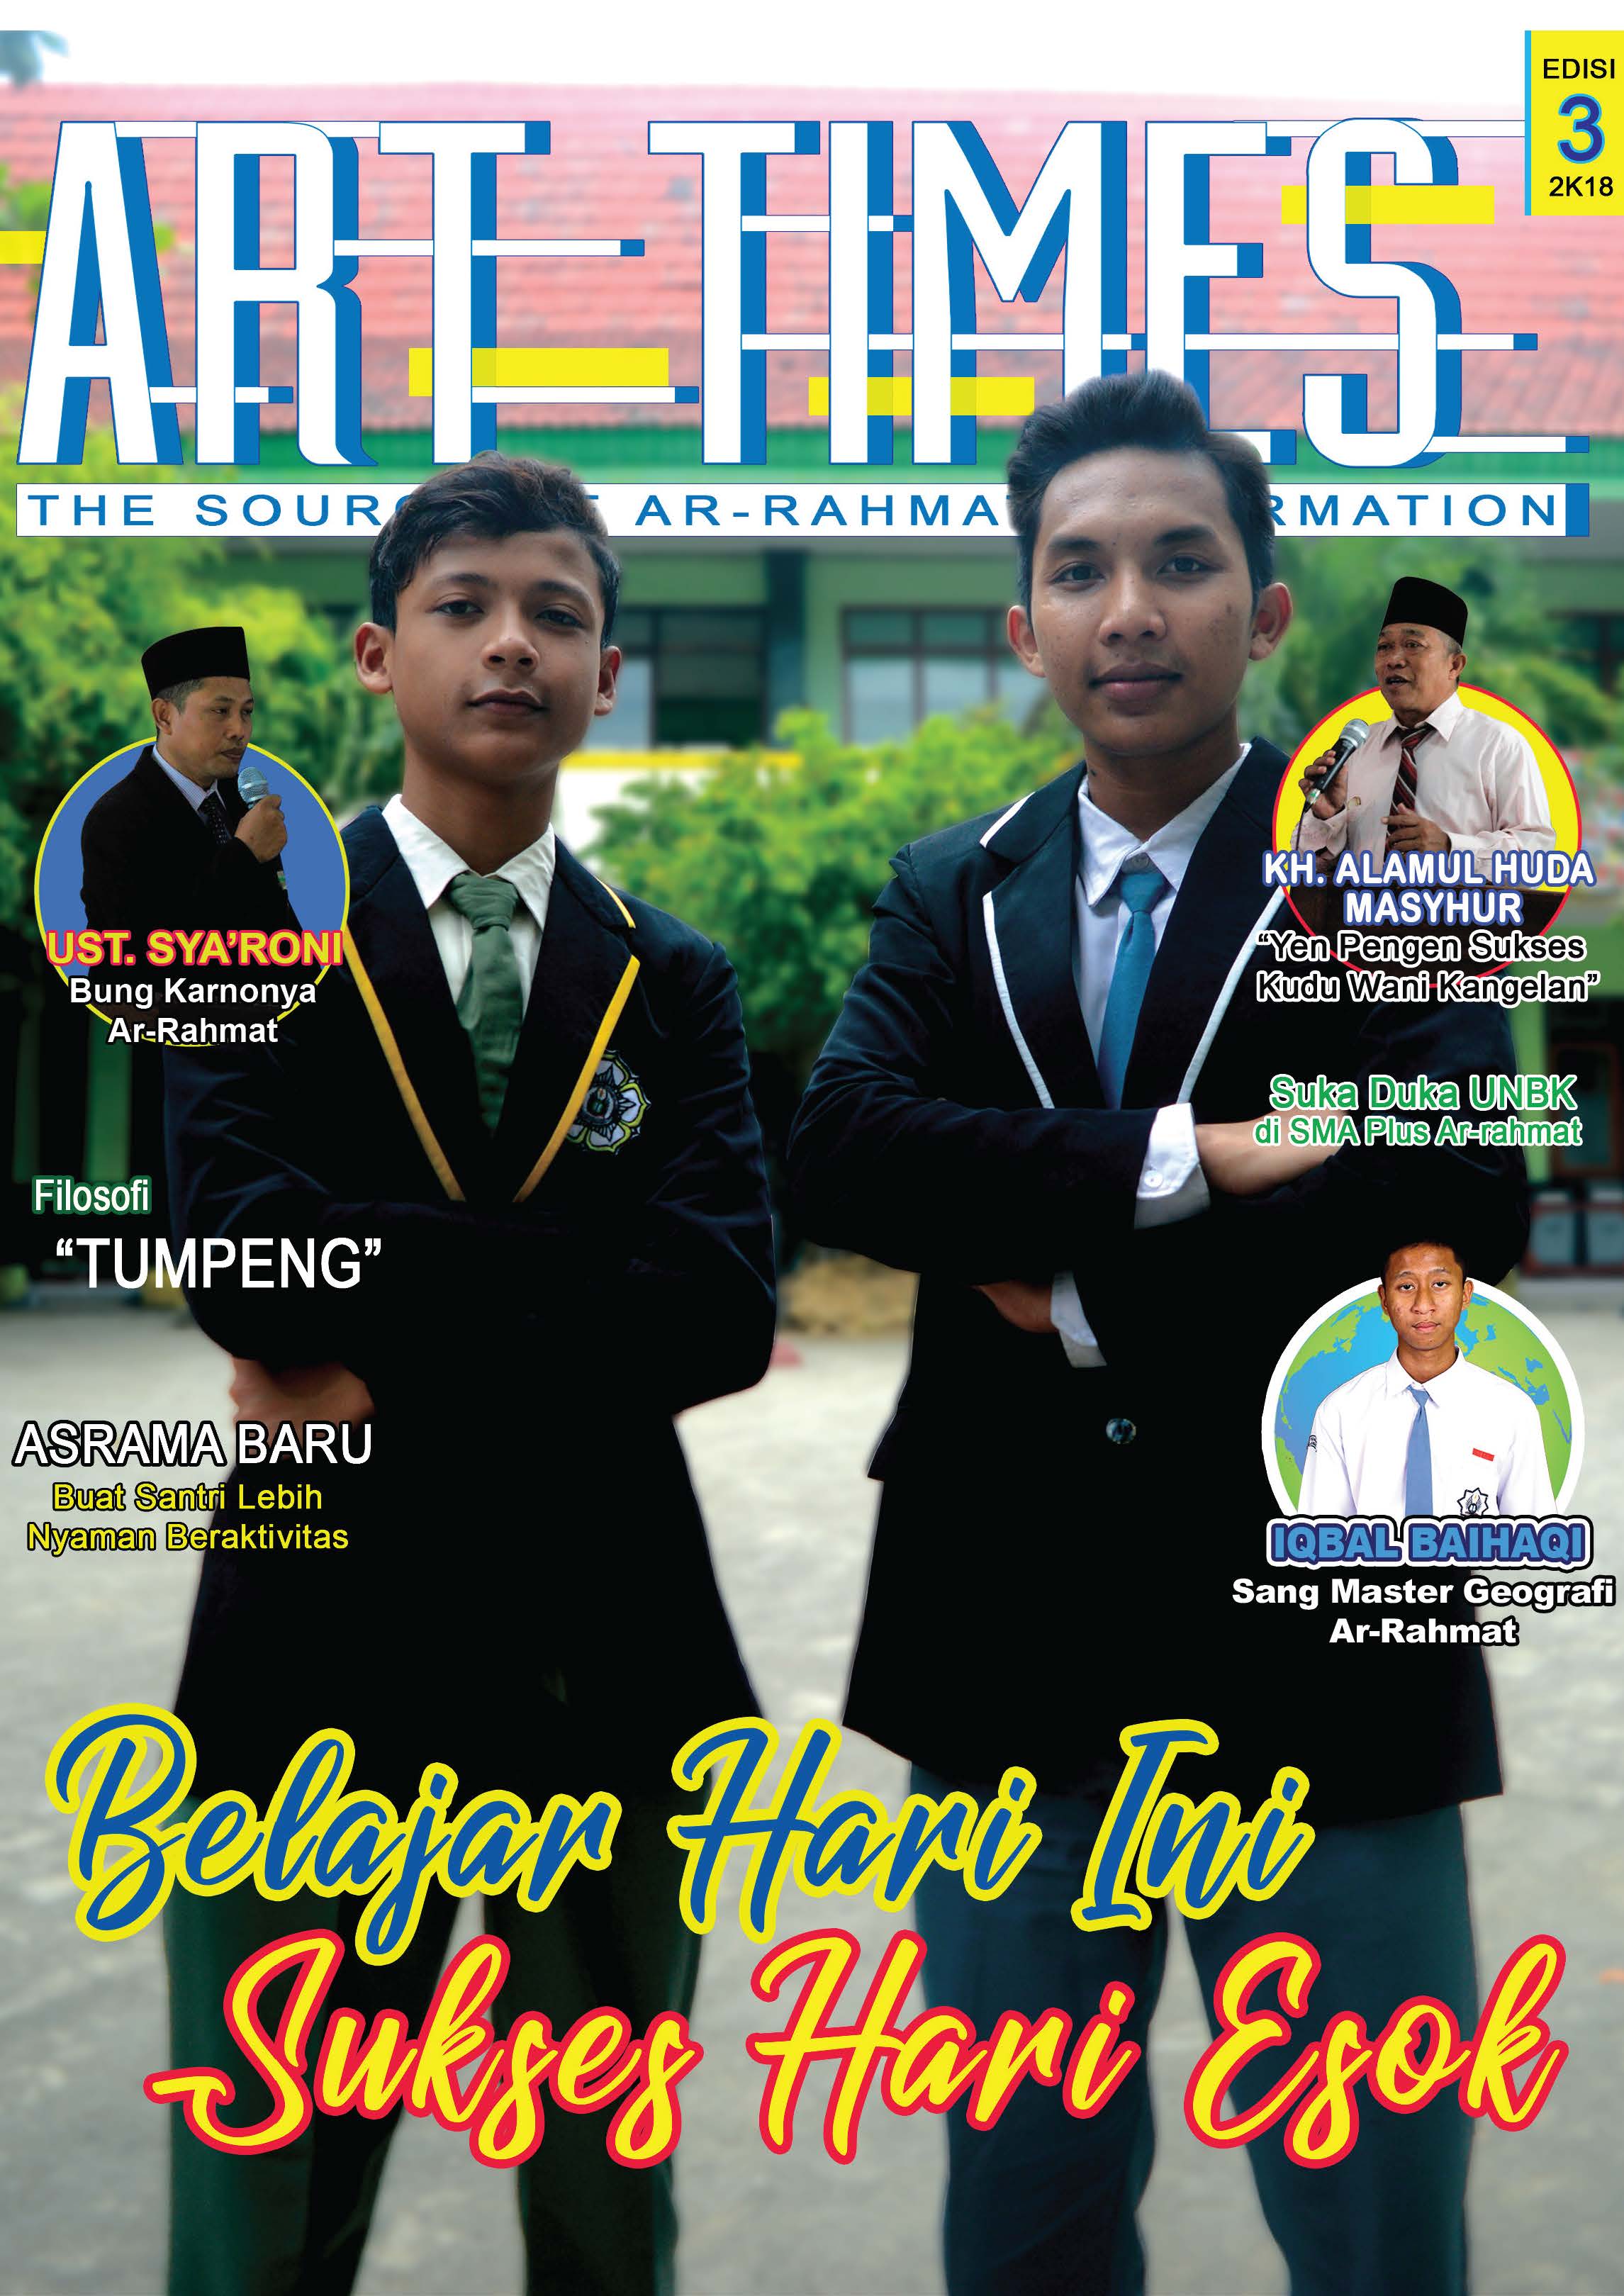 EDISI
3
2K18
ART TIMES
THE SOUR AR-RAHMA RMATION
UST. SYA'RONI
Bung Karnonya
Ar-Rahmat
KH. ALAMUL HUDA
MASYHUR
“Yen Pengen Sukses
Kudu Wani Kangelan”
Suka Duka UNBK
di SMA Plus Ar-rahmat
Filosofi
“TUMPENG”
ASRAMA BARU
Buat Santri Lebih
Nyaman Beraktivitas
IQBAL BAIHAQI
Sang Master Geografi
Ar-Rahmat
Belajar Hari Ini
Sukses Hari Esok